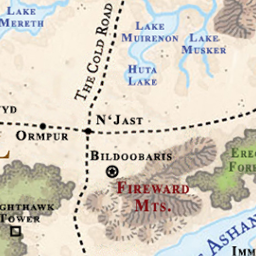 LAKE
MERETH
THE COLD ROAD
LAKE
MUIRENON
LAKE
MUSKER
HUTA
LAKE
N'JAST
ORMPUR
BILDOOBARIS
FIREWARD
MTS.
TOWER